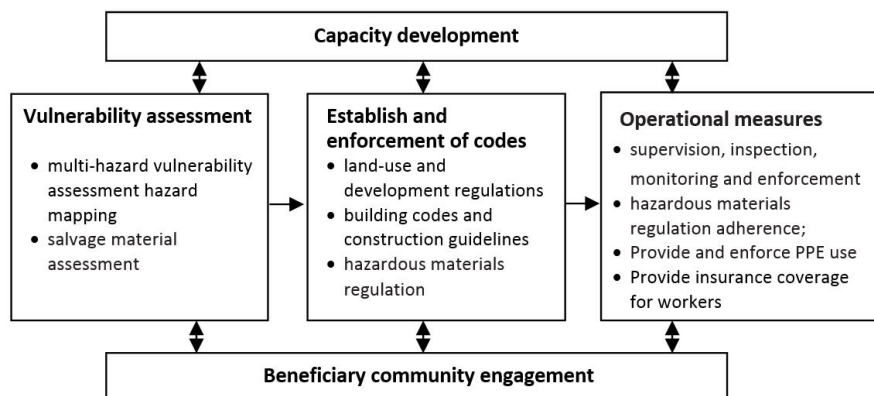 Capacity development
Vulnerability assessment
• multi-hazard vulnerability
assessment hazard
mapping
• salvage material
assessment
Establish and
enforcement of codes
• land-use and
development regulations
• building codes and
construction guidelines
• hazardous materials
regulation
Operational measures
• supervision, inspection,
monitoring and enforcement
• hazardous materials
regulation adherence;
• Provide and enforce PPE use
• Provide insurance coverage
for workers
Beneficiary community engagement